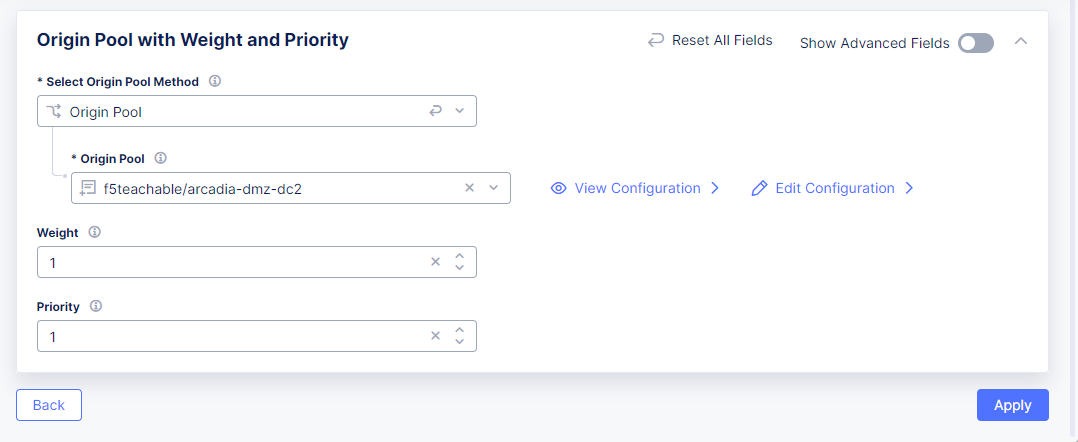 Origin Pool with Weight and Priority
Reset All Fields
Show Advanced Fields
* Select Origin Pool Method
Origin Pool
* Origin Pool
f5teachable/arcadia-dmz-dc2
View Configuration
Edit Configuration
Weight
1
Priority
1
Back
Apply